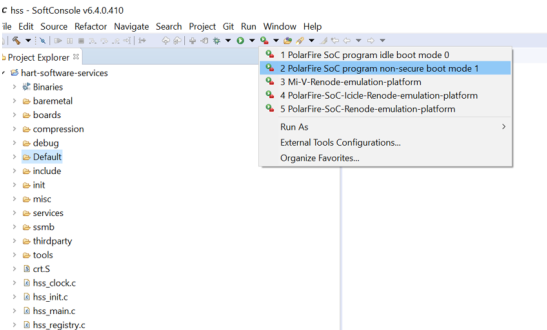 hss - SoftConsole v6.4.0.410
ile Edit Source Refactor Navigate Search Project Git Run Window Help
Project Explorer
hart-software-services
Binaries
baremetal
boards
compression
debug
Default
include
init
misc
services
ssmb
thirdparty
tools
crt.S
hss_clock.c
hss_init.c
hss_main.c
hss_registry.c
1 PolarFire SoC program idle boot mode 0
2 PolarFire SoC program non-secure boot mode 1
3 Mi-V-Renode-emulation-platform
4 PolarFire-SoC-Icicle-Renode-emulation-platform
5 PolarFire-SoC-Renode-emulation-platform
Run As
External Tools Configurations...
Organize Favorites...